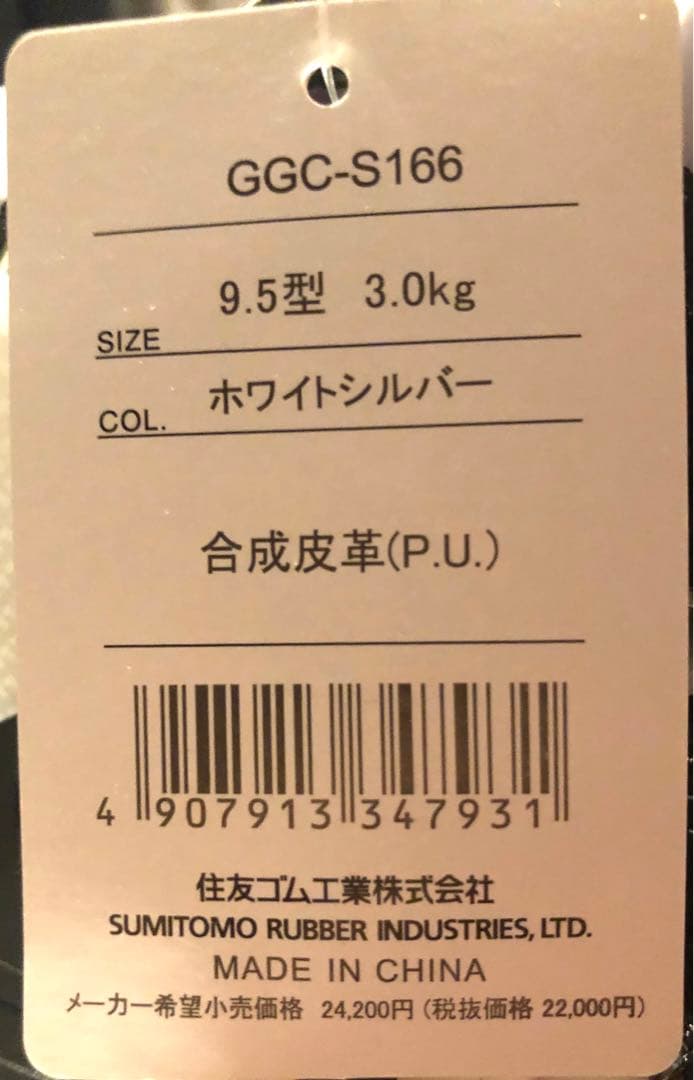 GGC-S166
9.5型 3.0kg
SIZE
ホワイトシルバー
COL.
合成皮革(P.U.)
4 907913 347931
住友ゴム工業株式会社
SUMITOMO RUBBER INDUSTRIES, LTD.
MADE IN CHINA
メーカー希望小売価格 24,200円 (税抜価格 22,000円)